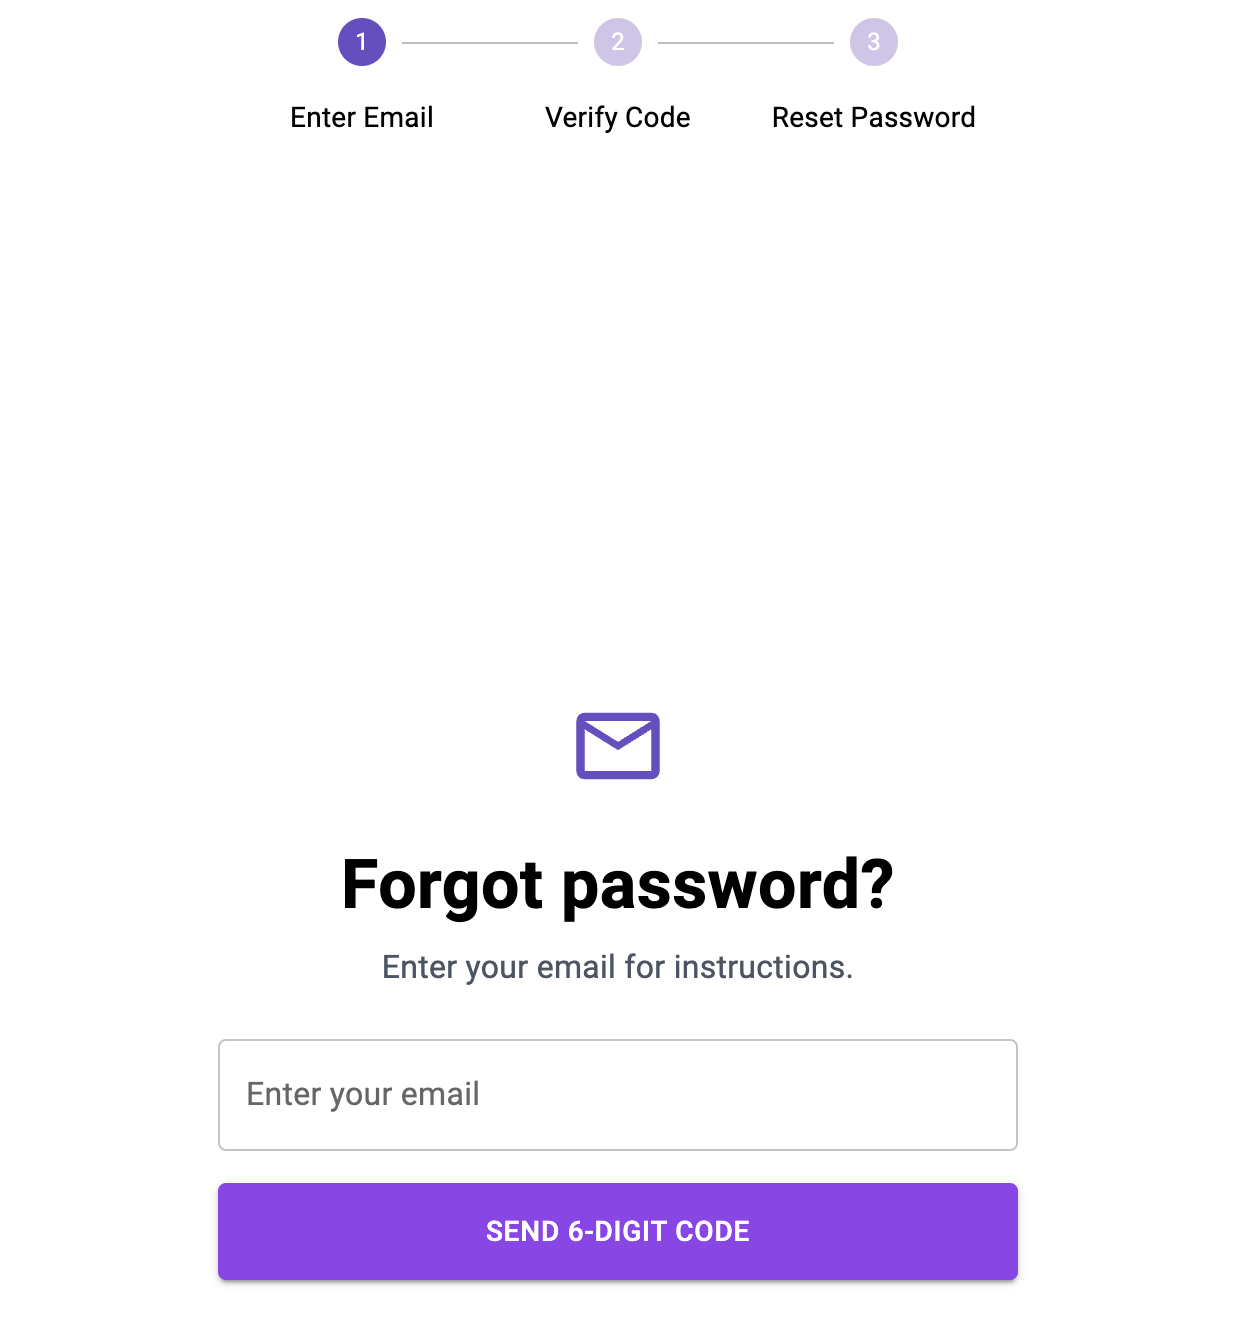 1 2 3
Enter Email Verify Code Reset Password
Forgot password?
Enter your email for instructions.
Enter your email
SEND 6-DIGIT CODE